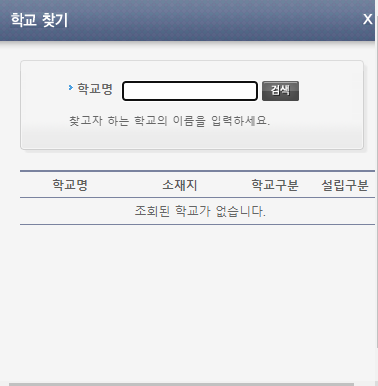 학교 찾기 X
학교명 검색
찾고자 하는 학교의 이름을 입력하세요.
학교명 소재지 학교구분 설립구분
조회된 학교가 없습니다.